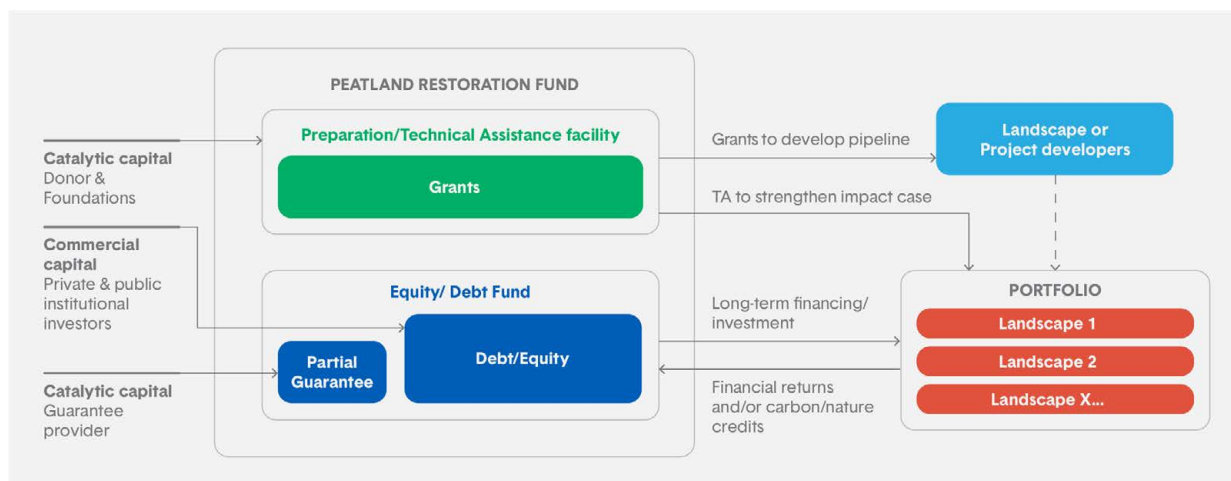 PEATLAND RESTORATION FUND
Preparation/Technical Assistance facility
Grants
Catalytic capital
Donor &
Foundations
Commercial
capital
Private & public
institutional
investors
Catalytic capital
Guarantee
provider
Equity/ Debt Fund
Partial
Guarantee
Debt/Equity
Grants to develop pipeline
TA to strengthen impact case
Long-term financing/
investment
Financial returns
and/or carbon/nature
credits
Landscape or
Project developers
PORTFOLIO
Landscape 1
Landscape 2
Landscape X...